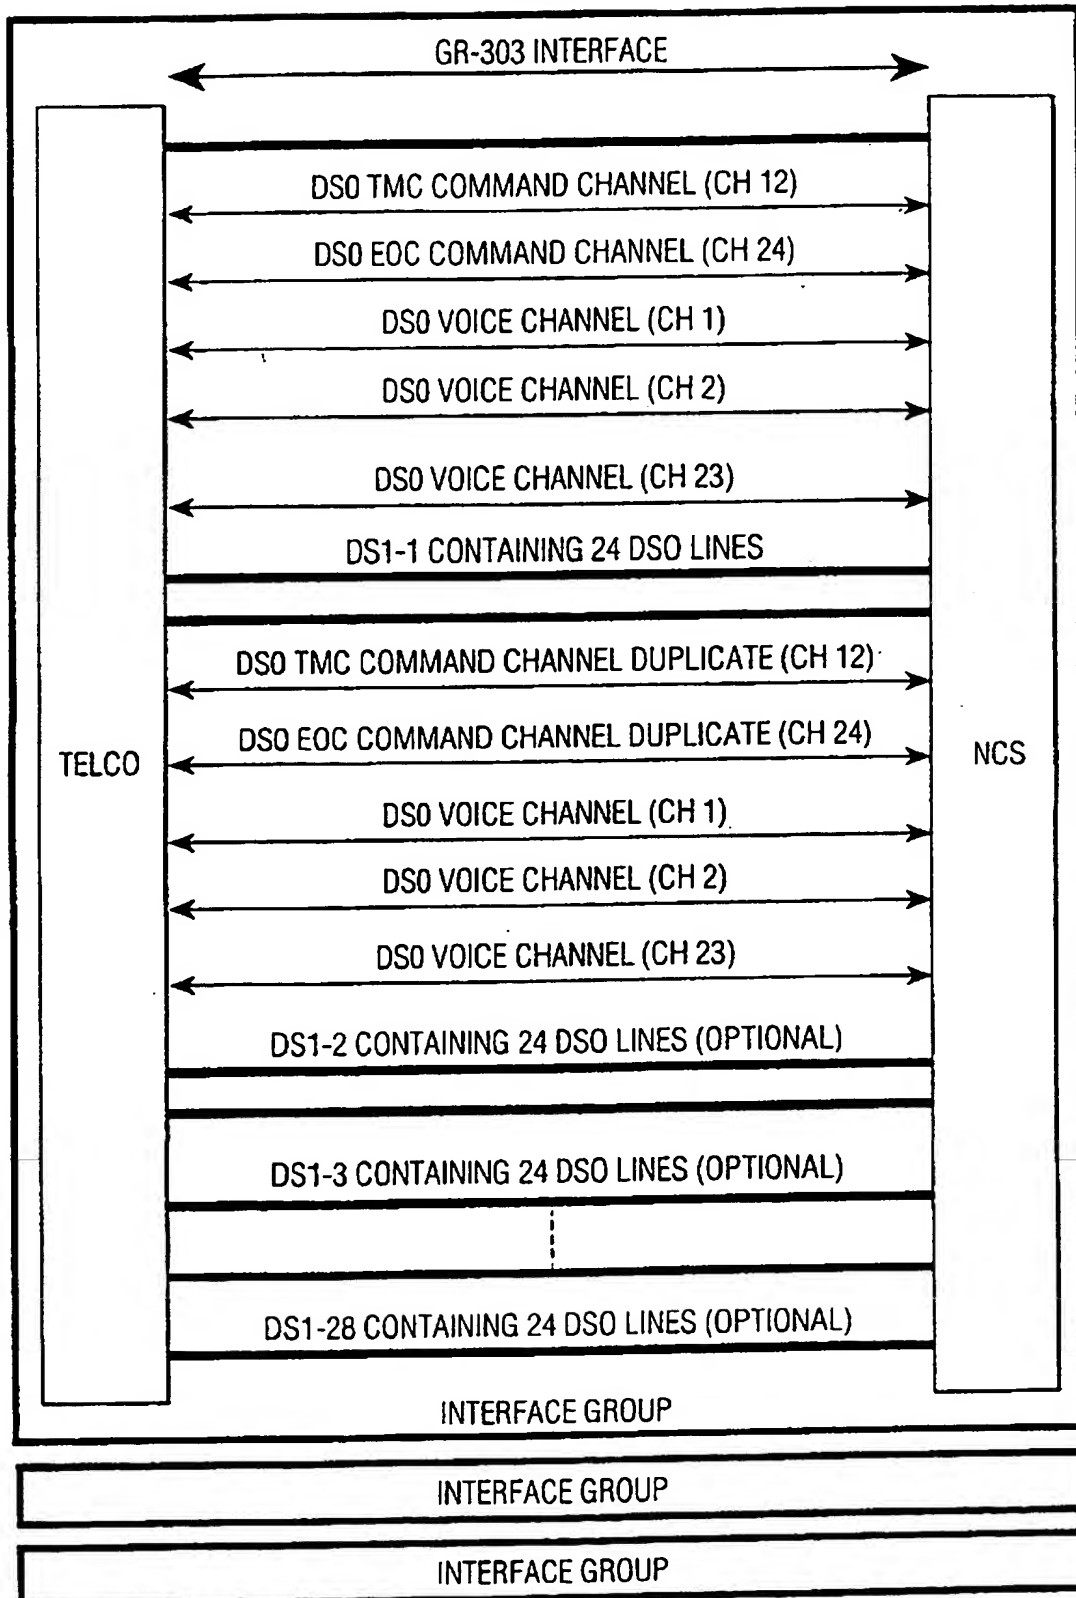 GR-303 INTERFACE
DS0 TMC COMMAND CHANNEL (CH 12)
DS0 EOC COMMAND CHANNEL (CH 24)
DS0 VOICE CHANNEL (CH 1)
DS0 VOICE CHANNEL (CH 2)
DS0 VOICE CHANNEL (CH 23)
DS1-1 CONTAINING 24 DSO LINES
DS0 TMC COMMAND CHANNEL DUPLICATE (CH 12)
DS0 EOC COMMAND CHANNEL DUPLICATE (CH 24)
TELCO
NCS
DS0 VOICE CHANNEL (CH 1)
DS0 VOICE CHANNEL (CH 2)
DS0 VOICE CHANNEL (CH 23)
DS1-2 CONTAINING 24 DSO LINES (OPTIONAL)
DS1-3 CONTAINING 24 DSO LINES (OPTIONAL)
DS1-28 CONTAINING 24 DSO LINES (OPTIONAL)
INTERFACE GROUP
INTERFACE GROUP
INTERFACE GROUP